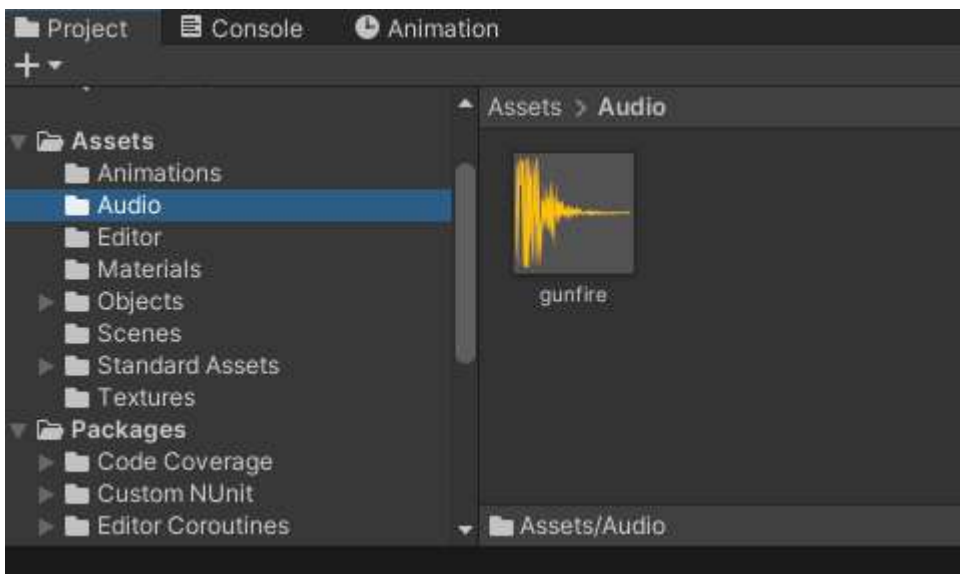 Project Console Animation
Assets > Audio
Assets
Animations
Audio
Editor
Materials
Objects
Scenes
Standard Assets
Textures
Packages
Code Coverage
Custom NUnit
Editor Coroutines
gunfire
Assets/Audio